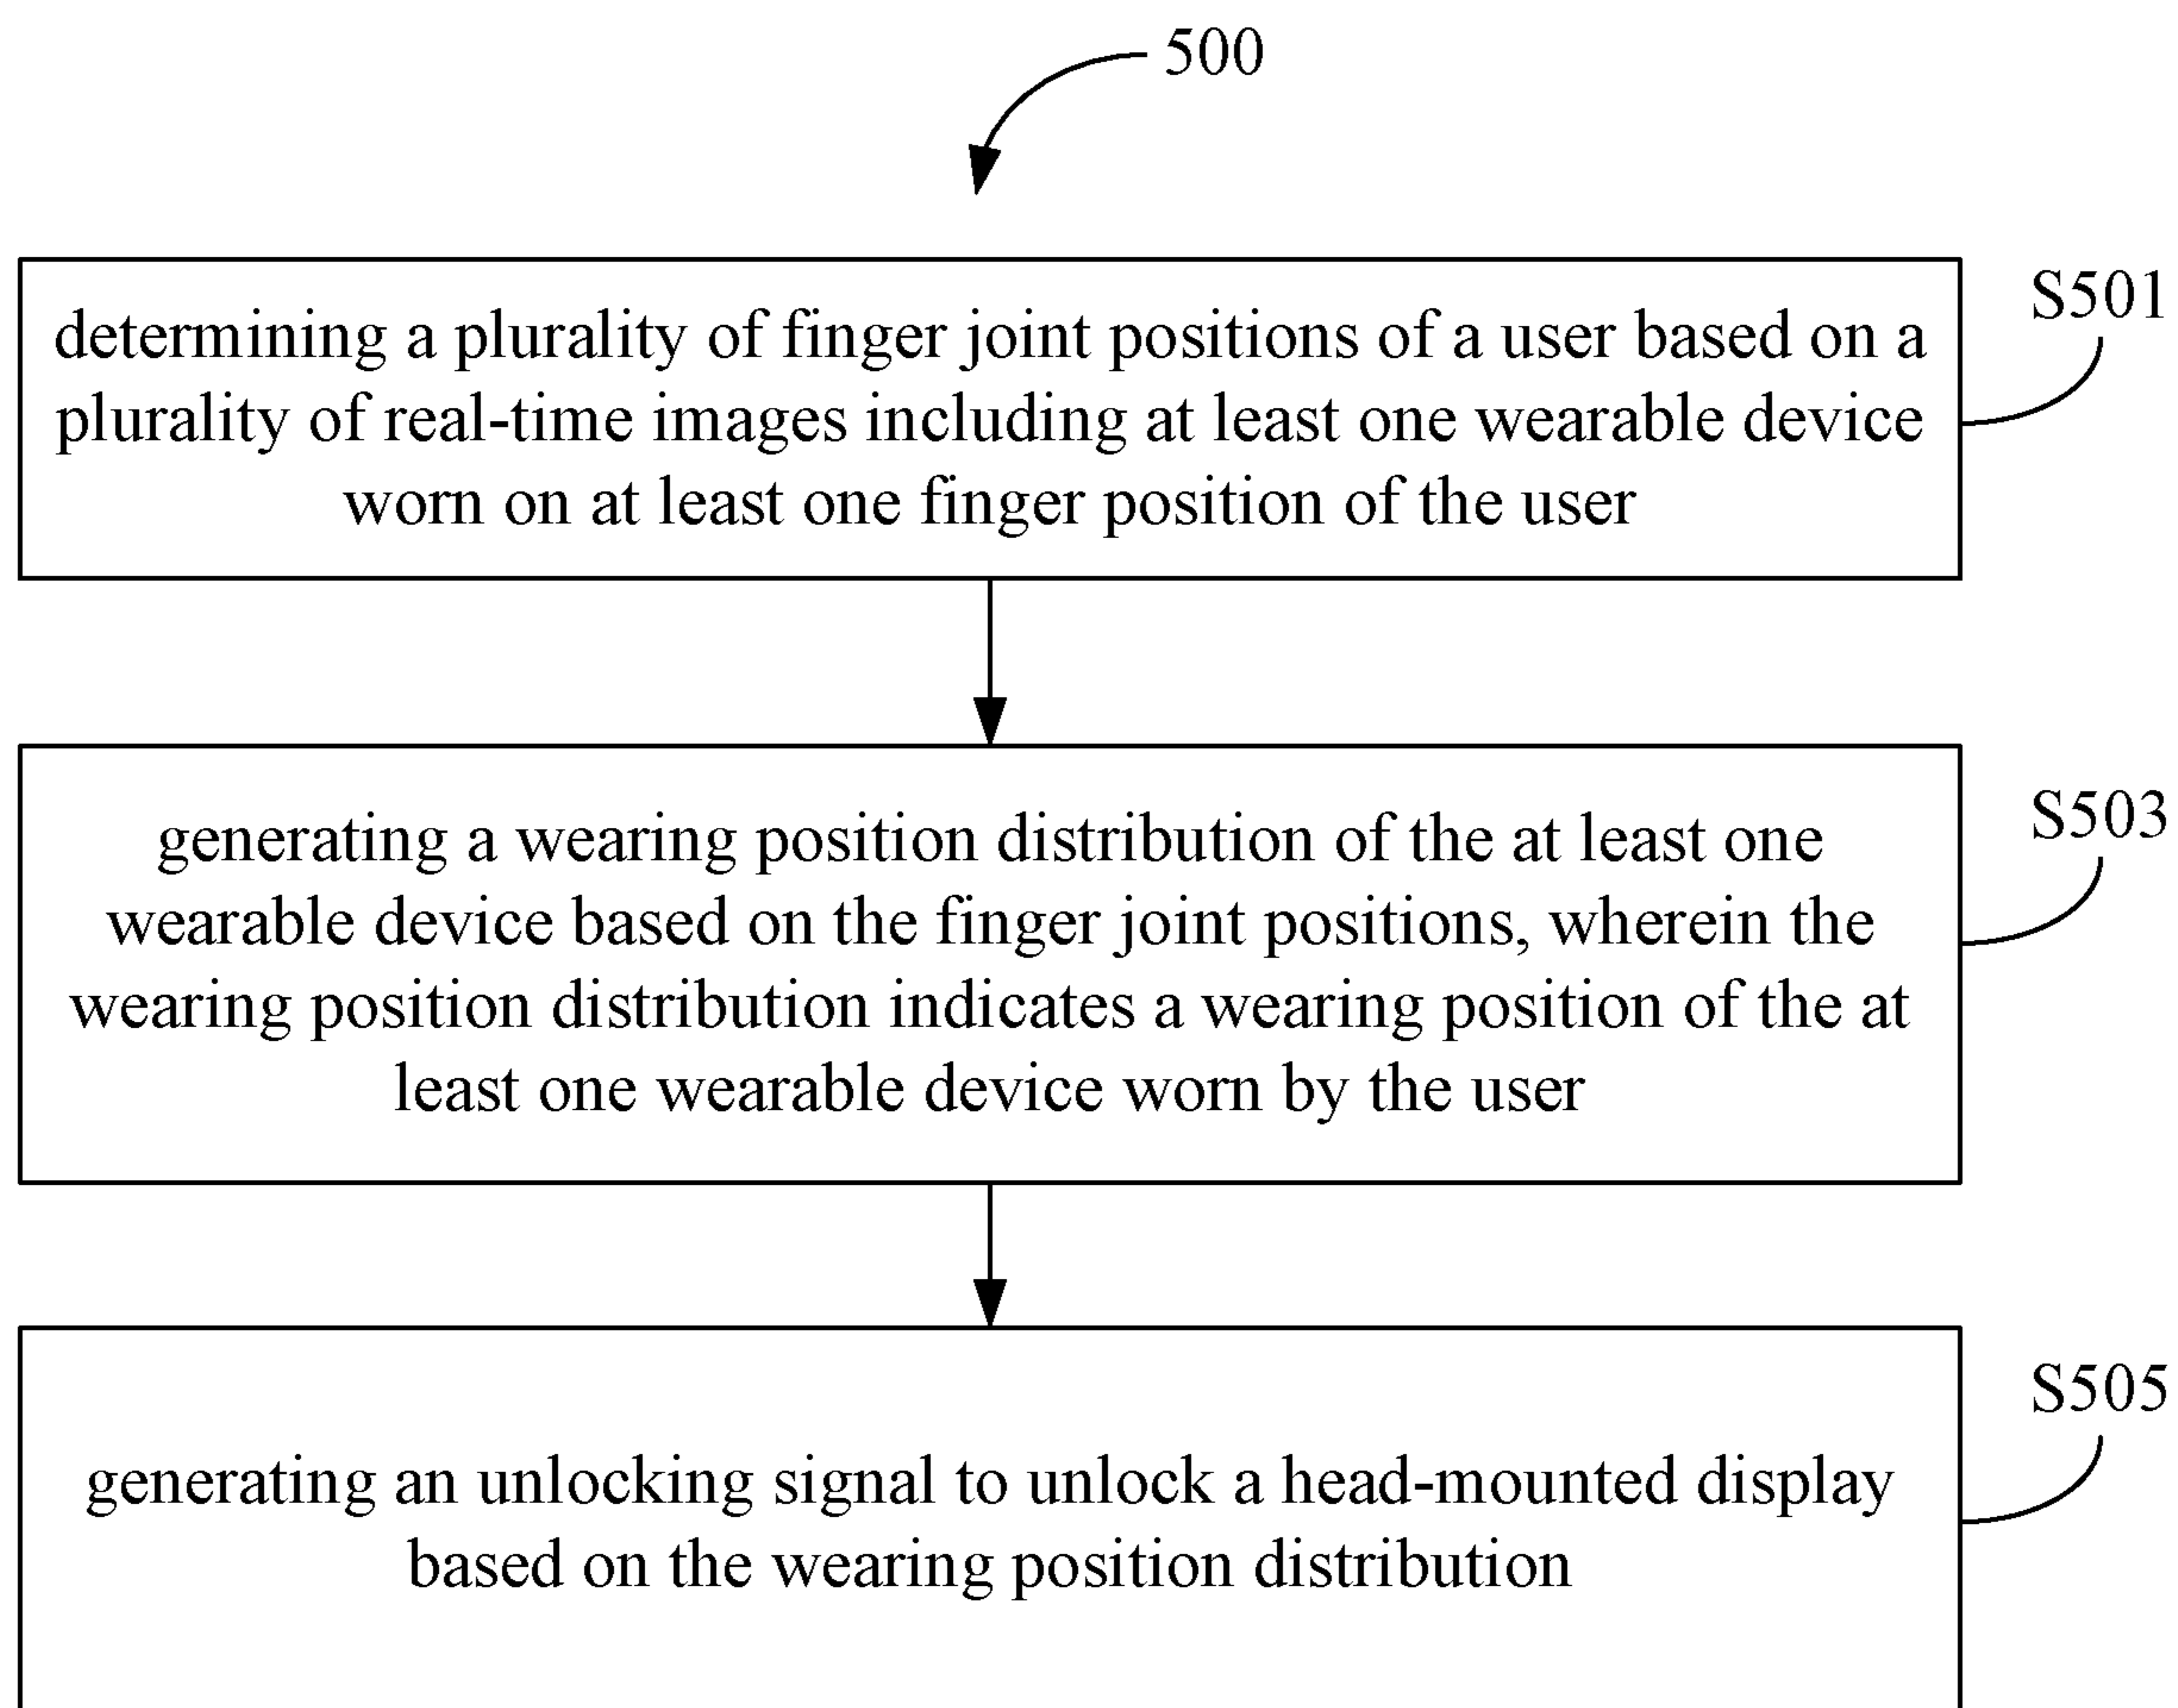 500
S501
determining a plurality of finger joint positions of a user based on a
plurality of real-time images including at least one wearable device
worn on at least one finger position of the user
S503
generating a wearing position distribution of the at least one
wearable device based on the finger joint positions, wherein the
wearing position distribution indicates a wearing position of the at
least one wearable device worn by the user
S505
generating an unlocking signal to unlock a head-mounted display
based on the wearing position distribution